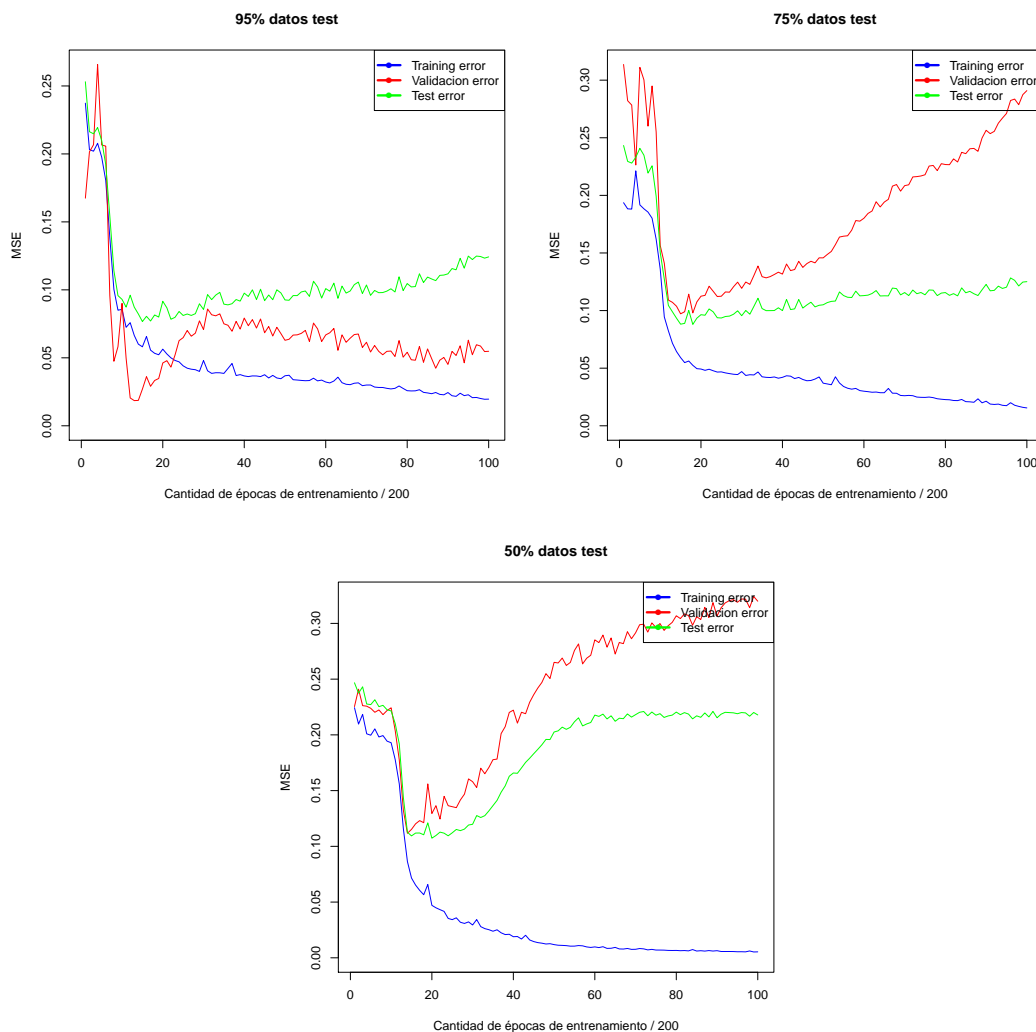 95% datos test
75% datos test
MSE
0.00
0.05
0.10
0.15
0.20
0.25
Training error
Validacion error
Test error
0 20 40 60 80 100
Cantidad de épocas de entrenamiento / 200
MSE
0.00
0.05
0.10
0.15
0.20
0.25
0.30
Training error
Validacion error
Test error
0 20 40 60 80 100
Cantidad de épocas de entrenamiento / 200
50% datos test
MSE
0.00
0.05
0.10
0.15
0.20
0.25
0.30
Training error
Validacion error
Test error
0 20 40 60 80 100
Cantidad de épocas de entrenamiento / 200